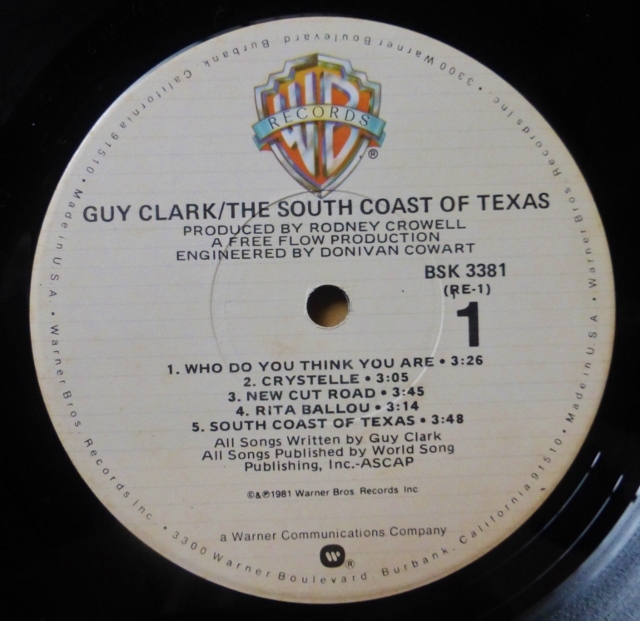 WB
RECORDS
®
GUY CLARK/THE SOUTH COAST OF TEXAS
PRODUCED BY RODNEY CROWELL
A FREE FLOW PRODUCTION
ENGINEERED BY DONIVAN COWART
BSK 3381
(RE-1)
1
1. WHO DO YOU THINK YOU ARE • 3:26
2. CRYSTELLE • 3:05
3. NEW CUT ROAD • 3:45
4. RITA BALLOU • 3:14
5. SOUTH COAST OF TEXAS • 3:48
All Songs Written by Guy Clark
All Songs Published by World Song
Publishing, Inc.-ASCAP
©&℗1981 Warner Bros. Records Inc.
a Warner Communications Company
®
Made in U.S.A. • Warner Bros. Records Inc. • 3300 Warner Boulevard, Burbank, California 91510 • Made in U.S.A. • Warner Bros. Records Inc. • 3300 Warner Boulevard, Burbank, California 91510 •